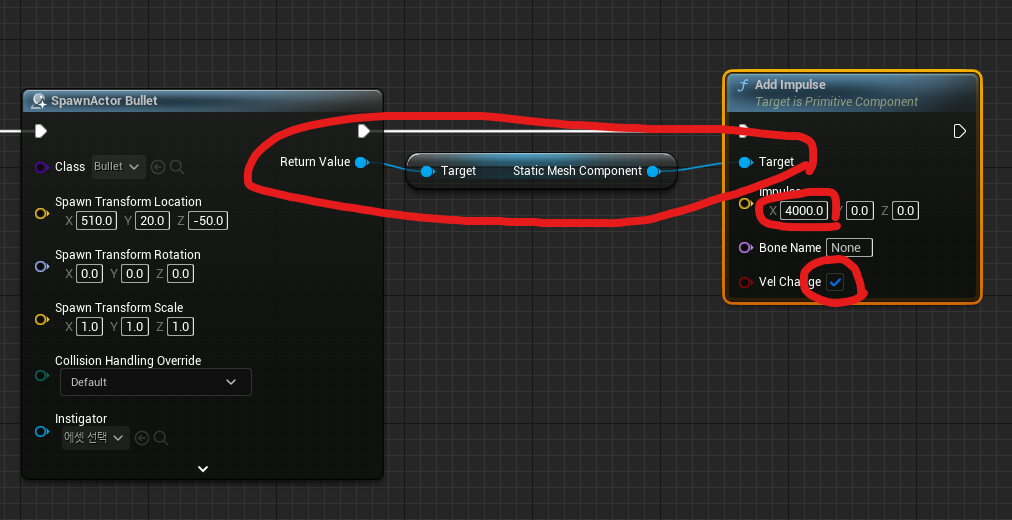 SpawnActor Bullet
Return Value
Class Bullet
Spawn Transform Location
X 510.0 Y 20.0 Z -50.0
Spawn Transform Rotation
X 0.0 Y 0.0 Z 0.0
Spawn Transform Scale
X 1.0 Y 1.0 Z 1.0
Collision Handling Override
Default
Instigator
에셋 선택
Target Static Mesh Component
f Add Impulse
Target is Primitive Component
Target
Impulse
X 4000.0 Y 0.0 Z 0.0
Bone Name None
Vel Change